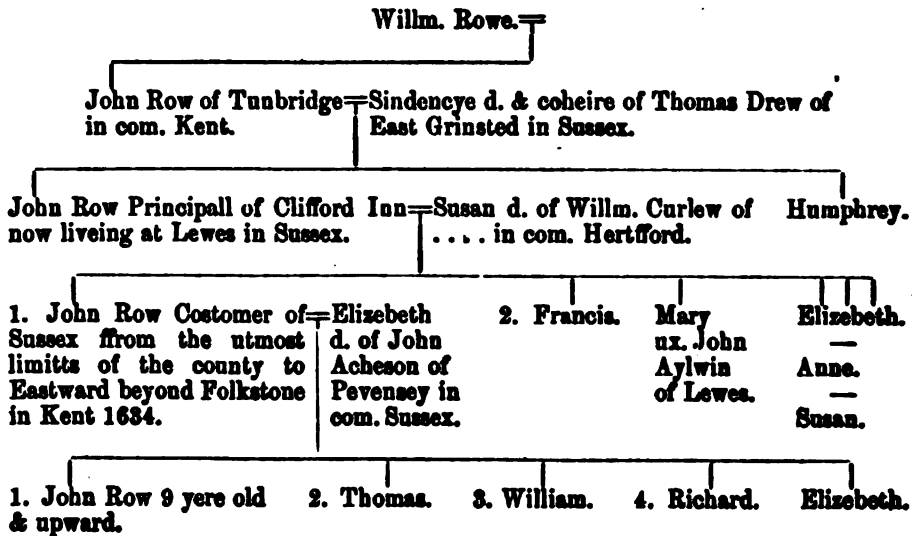 Willm. Rowe.
John Row of Tunbridge
in com. Kent.
Sindencye d. & coheire of Thomas Drew of
East Grinsted in Sussex.
John Row Principall of Clifford Inn
now liveing at Lewes in Sussex.
Susan d. of Willm. Curlew of
.... in com. Hertfford.
Humphrey.
1. John Row Costomer of
Sussex ffrom the utmost
limitts of the county to
Eastward beyond Folkstone
in Kent 1634.
Elizebeth
d. of John
Acheson of
Pevensey in
com. Sussex.
2. Francis.
Mary
ux. John
Aylwin
of Lewes.
Elizebeth.
—
Anne.
—
Susan.
1. John Row 9 yere old
& upward.
2. Thomas.
3. William.
4. Richard.
Elizebeth.